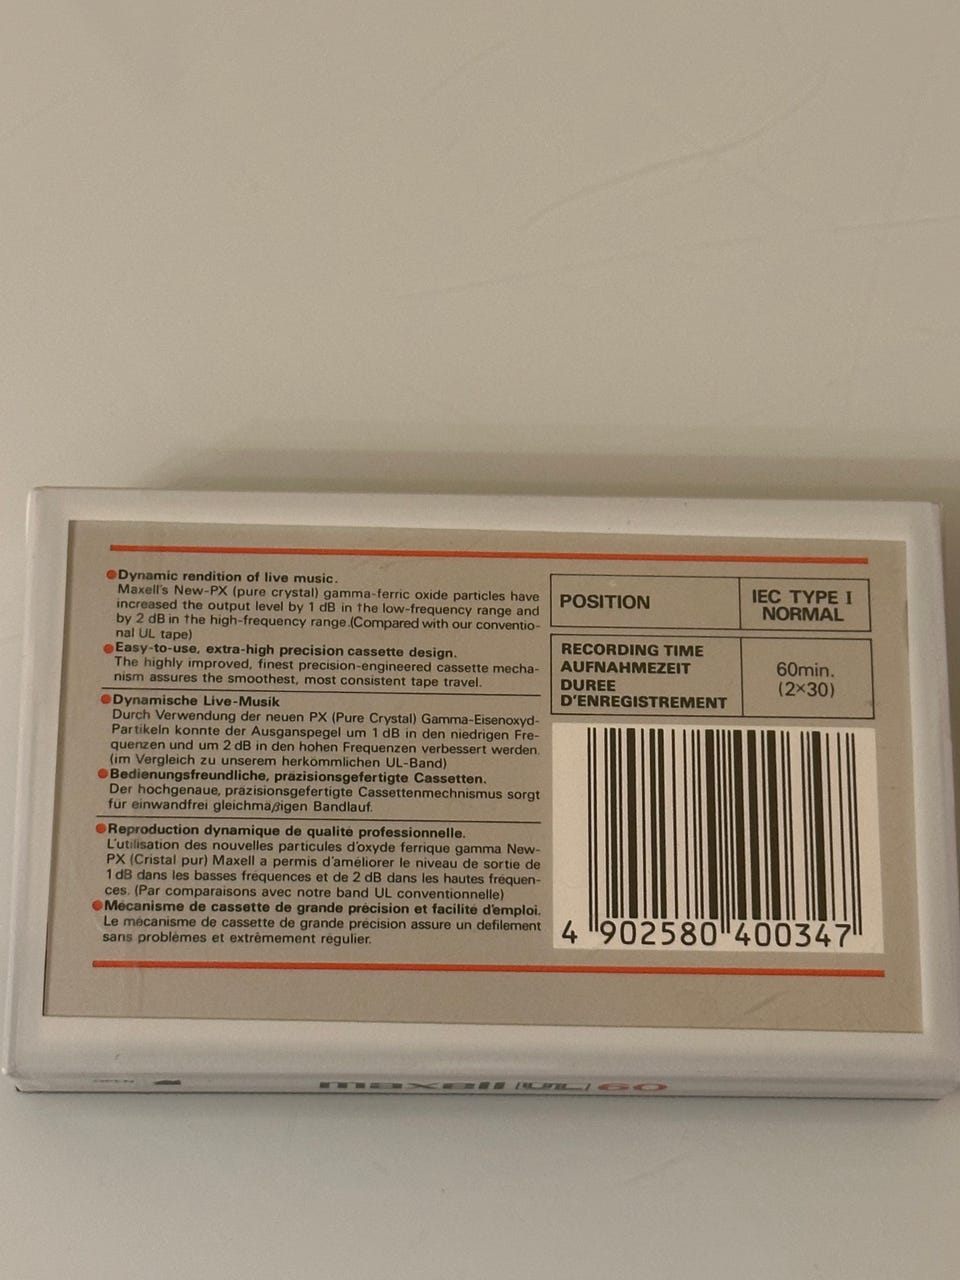 ●Dynamic rendition of live music.
Maxell's New-PX (pure crystal) gamma-ferric oxide particles have
increased the output level by 1 dB in the low-frequency range and
by 2 dB in the high-frequency range.(Compared with our conventio-
nal UL tape)
●Easy-to-use, extra-high precision cassette design.
The highly improved, finest precision-engineered cassette mecha-
nism assures the smoothest, most consistent tape travel.
●Dynamische Live-Musik
Durch Verwendung der neuen PX (Pure Crystal) Gamma-Eisenoxyd-
Partikeln konnte der Ausganspegel um 1 dB in den niedrigen Fre-
quenzen und um 2 dB in den hohen Frequenzen verbessert werden.
(im Vergleich zu unserem herkömmlichen UL-Band)
●Bedienungsfreundliche, präzisionsgefertigte Cassetten.
Der hochgenaue, präzisionsgefertigte Cassettenmechnismus sorgt
für einwandfrei gleichmäßigen Bandlauf.
●Reproduction dynamique de qualité professionnelle.
L'utilisation des nouvelles particules d'oxyde ferrique gamma New-
PX (Cristal pur) Maxell a permis d'améliorer le niveau de sortie de
1 dB dans les basses fréquences et de 2 dB dans les hautes fréquen-
ces. (Par comparaisons avec notre band UL conventionnelle)
●Mécanisme de cassette de grande précision et facilité d'emploi.
Le mécanisme de cassette de grande précision assure un défilement
sans problèmes et extrêmement régulier.
POSITION
IEC TYPE I
NORMAL
RECORDING TIME
AUFNAHMEZEIT
DUREE
D'ENREGISTREMENT
60min.
(2×30)
4 902580 400347
maxell UL 60